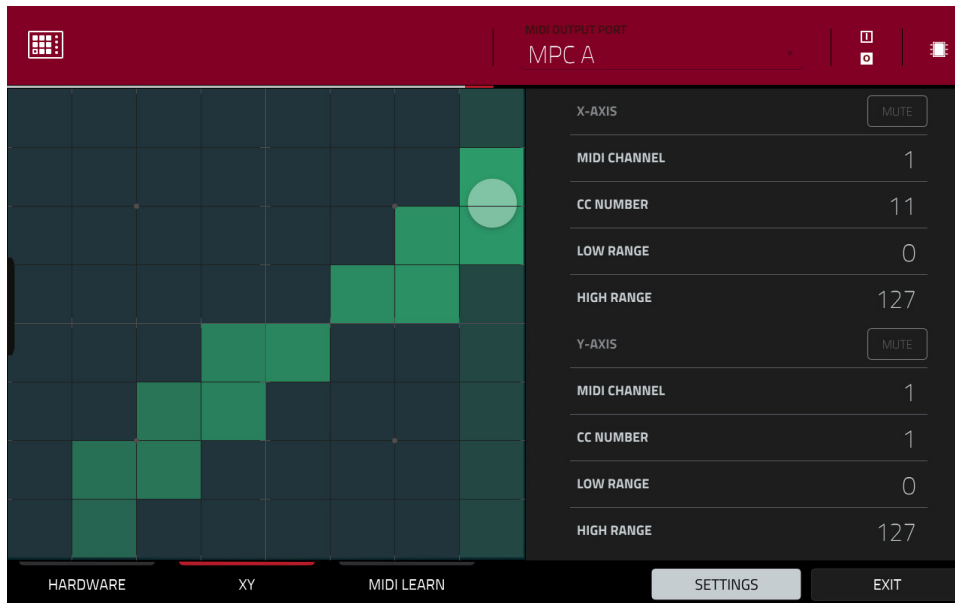 MIDI OUTPUT PORT
MPC A
I
O
X-AXIS MUTE
MIDI CHANNEL 1
CC NUMBER 11
LOW RANGE 0
HIGH RANGE 127
Y-AXIS MUTE
MIDI CHANNEL 1
CC NUMBER 1
LOW RANGE 0
HIGH RANGE 127
HARDWARE XY MIDI LEARN SETTINGS EXIT